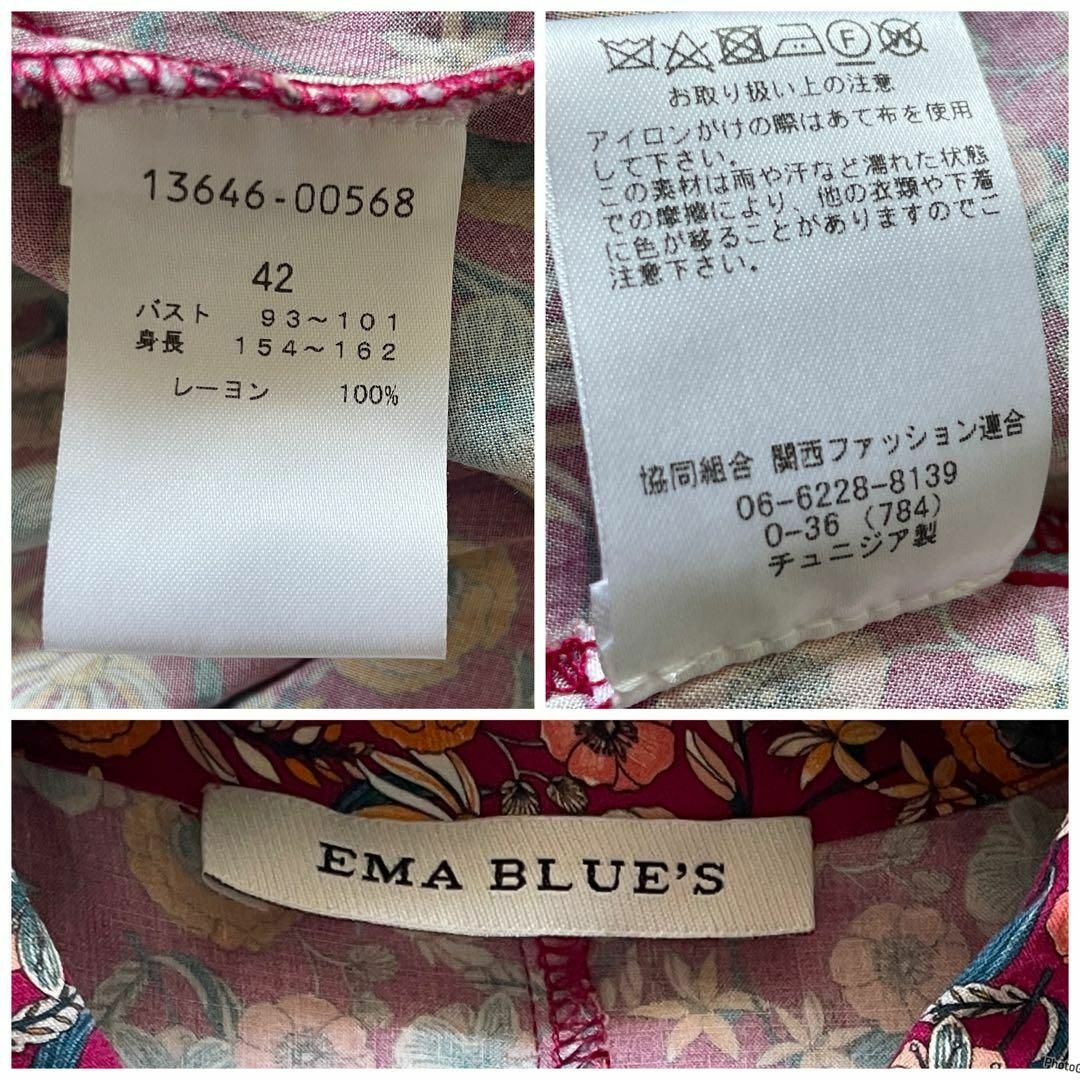 13646-00568
42
バスト 93～101
身長 154～162
レーヨン 100%
F
W
お取り扱い上の注意
アイロンがけの際はあて布を使用
して下さい。
この素材は雨や汗など濡れた状態
での摩擦により、他の衣類や下着
に色が移ることがありますのでご
注意下さい。
協同組合 関西ファッション連合
06-6228-8139
0-36 (784)
チュニジア製
EMA BLUE'S